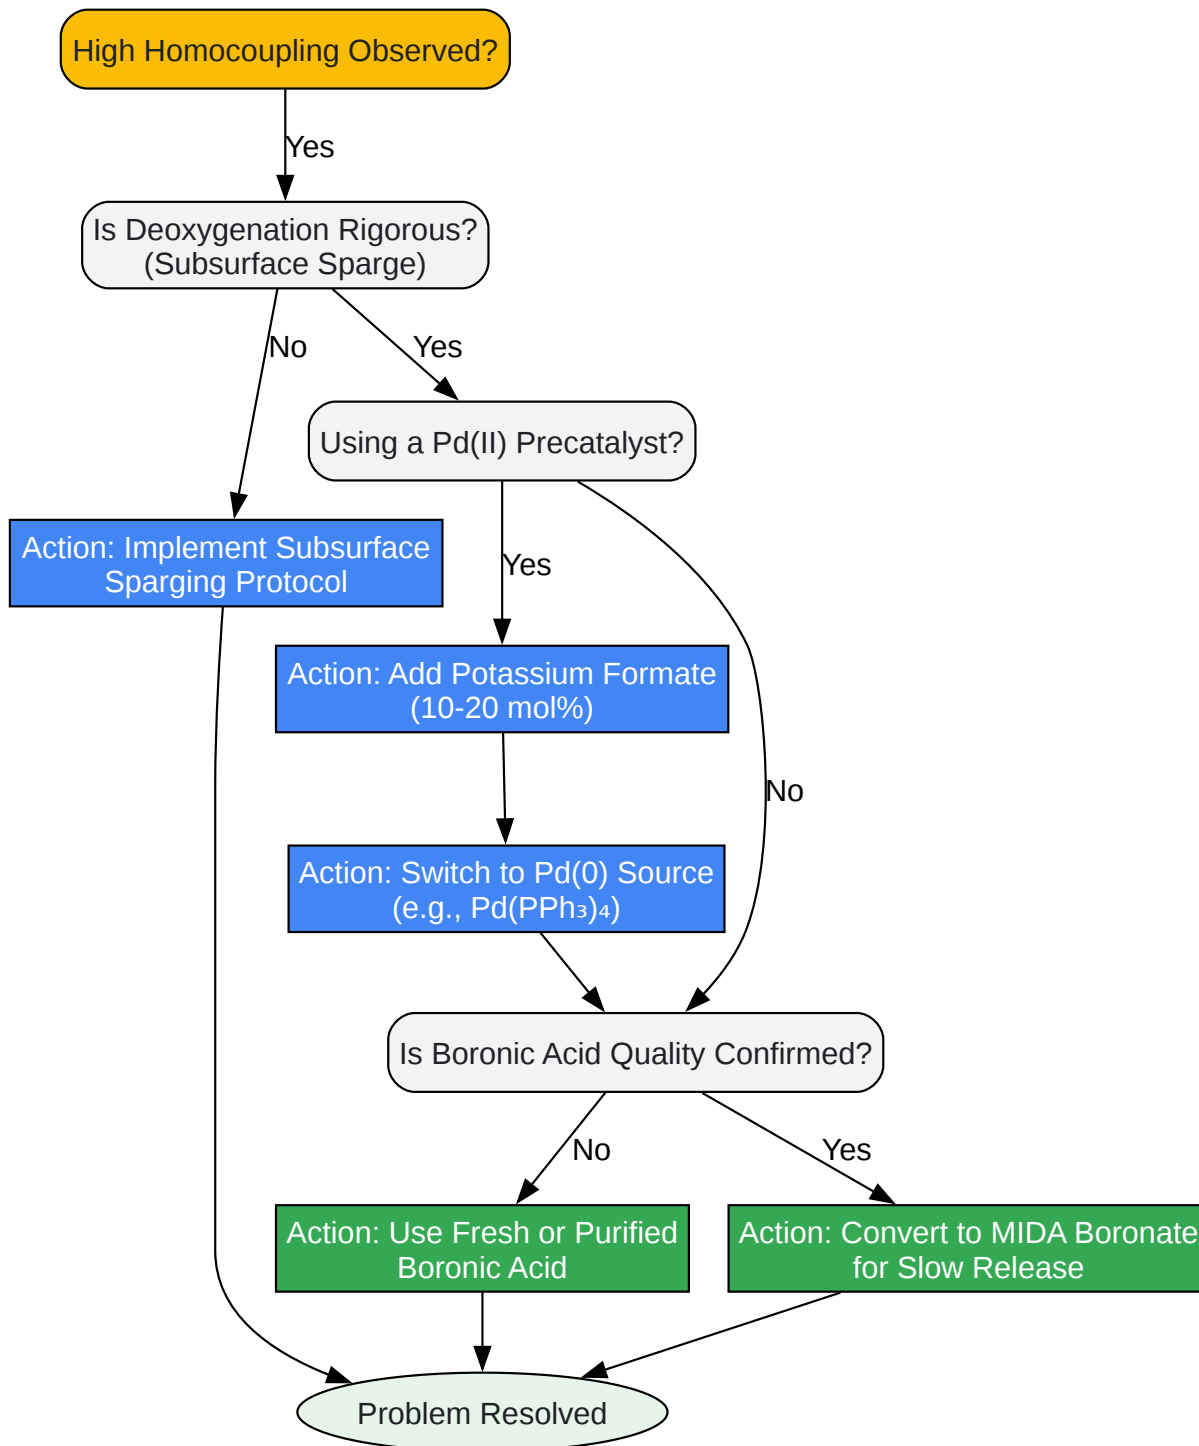 High Homocoupling Observed?
Yes
Is Deoxygenation Rigorous?
(Subsurface Sparge)
No
Yes
Using a Pd(II) Precatalyst?
Action: Implement Subsurface
Sparging Protocol
Yes
Action: Add Potassium Formate
(10-20 mol%)
No
Action: Switch to Pd(0) Source
(e.g., Pd(PPh₃)₄)
Is Boronic Acid Quality Confirmed?
No
Yes
Action: Use Fresh or Purified
Boronic Acid
Action: Convert to MIDA Boronate
for Slow Release
Problem Resolved